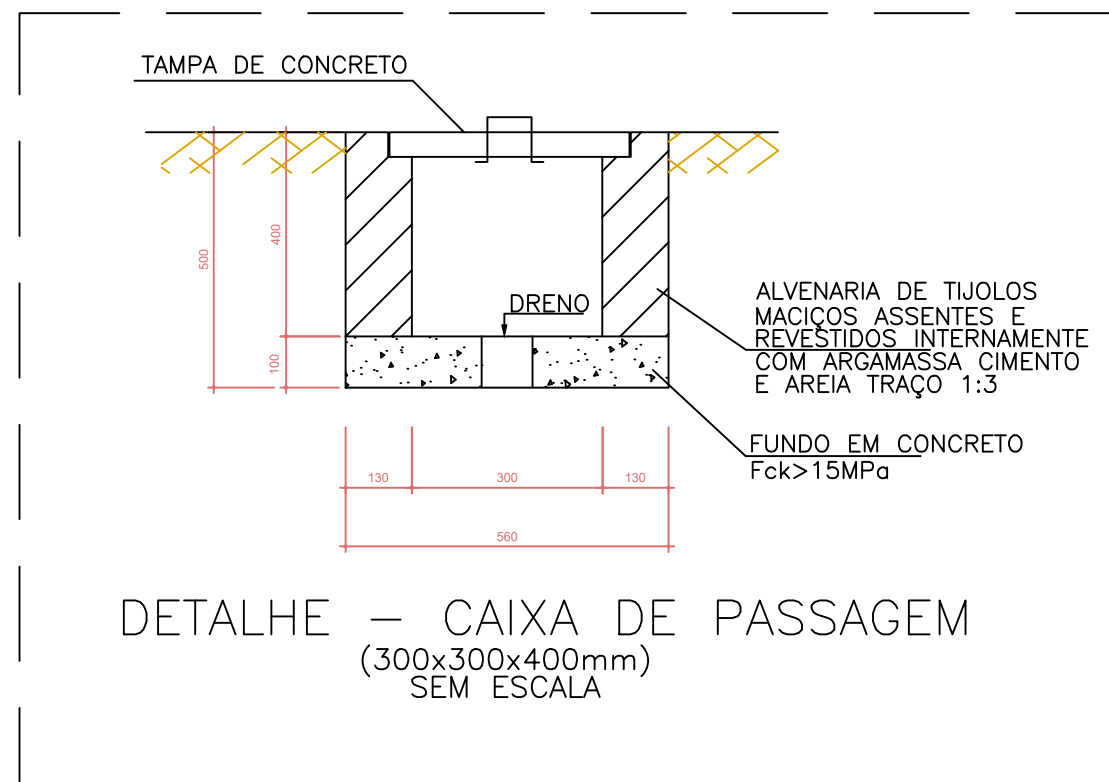 TAMPA DE CONCRETO
500
400
100
DRENO
ALVENARIA DE TIJOLOS
MACIÇOS ASSENTES E
REVESTIDOS INTERNAMENTE
COM ARGAMASSA CIMENTO
E AREIA TRAÇO 1:3
FUNDO EM CONCRETO
Fck>15MPa
130
300
130
560
DETALHE - CAIXA DE PASSAGEM
(300x300x400mm)
SEM ESCALA